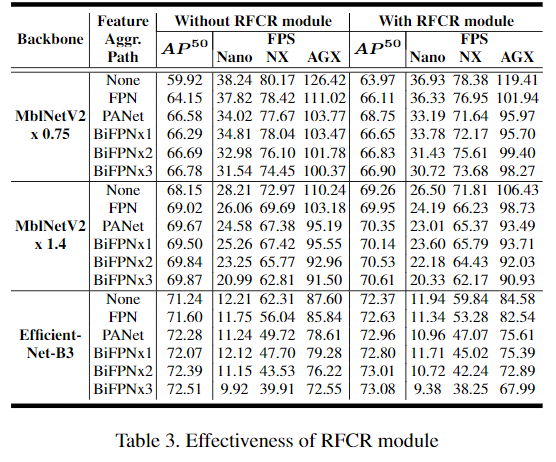 Backbone Feature Aggr. Path Without RFCR module With RFCR module
AP^50 FPS AP^50 FPS
Nano NX AGX Nano NX AGX
MblNetV2 x 0.75
None 59.92 38.24 80.17 126.42 63.97 36.93 78.38 119.41
FPN 64.15 37.82 78.42 111.02 66.11 36.33 76.95 101.94
PANet 66.58 34.02 77.67 103.77 68.75 33.19 71.64 95.97
BiFPNx1 66.29 34.81 78.04 103.47 66.65 33.78 72.17 95.70
BiFPNx2 66.69 32.98 76.10 101.78 66.83 31.43 75.61 99.40
BiFPNx3 66.78 31.54 74.45 100.37 66.90 30.72 73.68 98.27
MblNetV2 x 1.4
None 68.15 28.21 72.97 110.24 69.26 26.50 71.81 106.43
FPN 69.02 26.06 69.69 103.18 69.95 24.19 66.23 98.73
PANet 69.67 24.58 67.38 95.19 70.35 23.01 65.37 93.49
BiFPNx1 69.50 25.26 67.42 95.55 70.14 23.60 65.79 93.71
BiFPNx2 69.84 23.25 65.77 92.96 70.53 22.18 64.43 92.03
BiFPNx3 69.87 20.99 62.81 91.50 70.61 20.33 62.17 90.93
Efficient-Net-B3
None 71.24 12.21 62.31 87.60 72.37 11.94 59.84 84.58
FPN 71.60 11.75 56.04 85.84 72.63 11.34 53.28 82.54
PANet 72.28 11.24 49.72 78.61 72.96 10.96 47.07 75.61
BiFPNx1 72.07 12.12 47.70 79.28 72.80 11.71 45.02 75.39
BiFPNx2 72.39 11.15 43.53 76.22 73.01 10.72 42.24 72.89
BiFPNx3 72.51 9.92 39.91 72.55 73.08 9.38 38.25 67.99
Table 3. Effectiveness of RFCR module